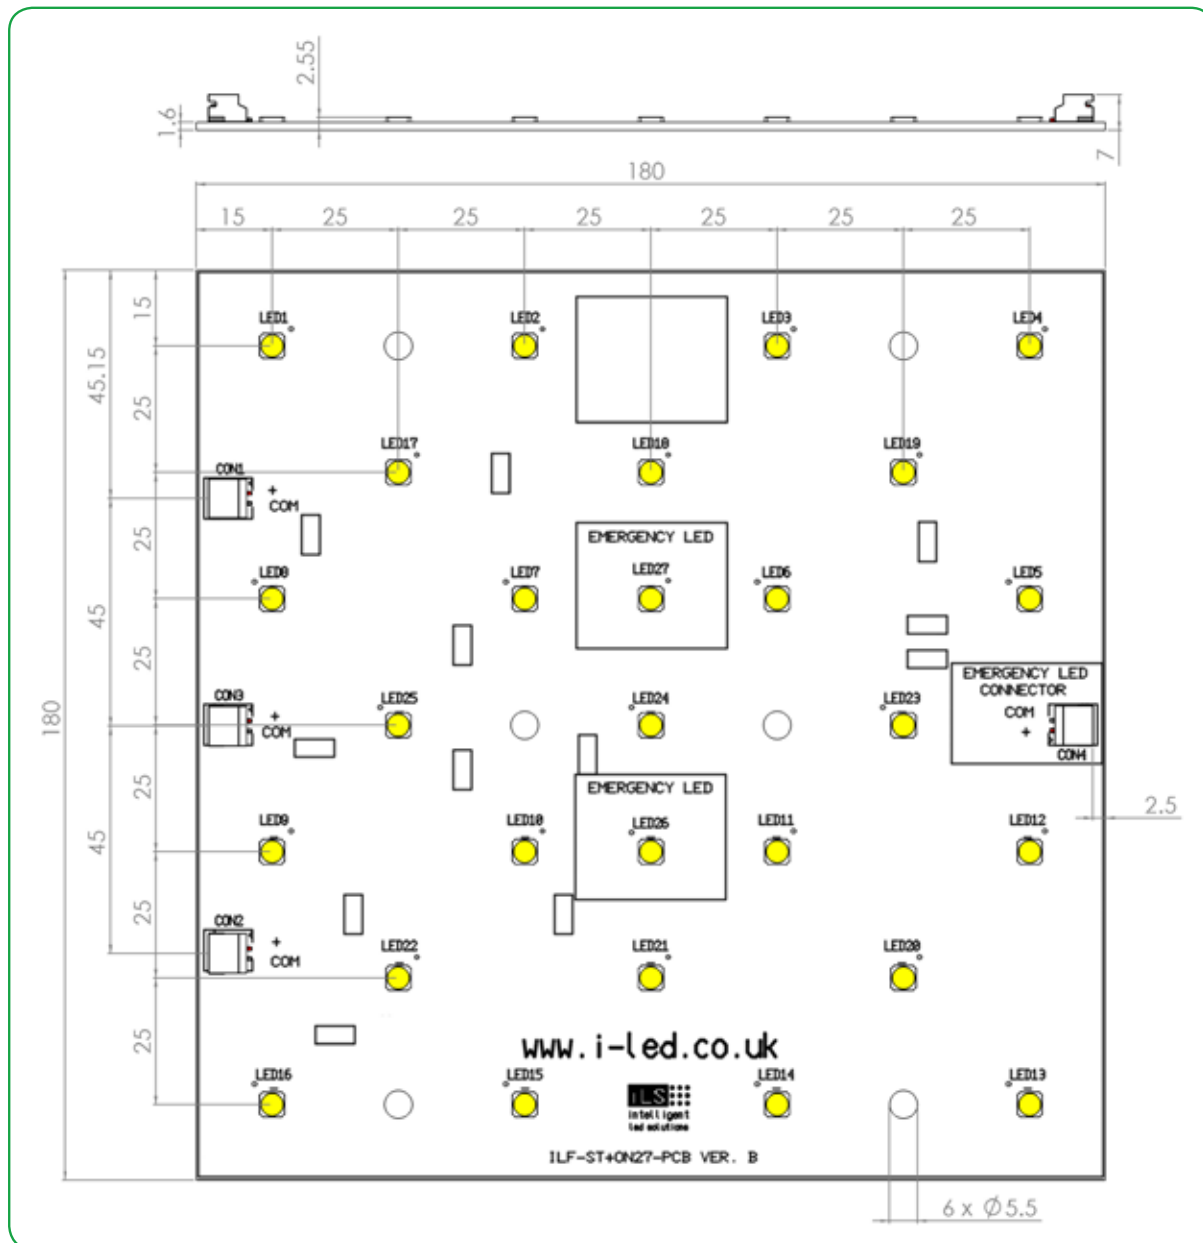 2.55
1.6
7
180
15 25 25 25 25 25 25
15
LED1 LED2 LED3 LED4
45.15
25
LED17 LED18 LED19
CON1
+
COM
EMERGENCY LED
25
LED8 LED7 LED27 LED6 LED5
45
25
EMERGENCY LED
CONNECTOR
180
CON3
+
COM
LED25 LED24 LED23
COM
+
CON4
25
EMERGENCY LED
2.5
LED9 LED10 LED26 LED11 LED12
45
25
CON2
+
COM
LED22 LED21 LED20
25
www.i-led.co.uk
LED16 LED15 LED14 LED13
iLS
intelligent
led solutions
ILF-ST+ON27-PCB VER. B
6 x Ø5.5